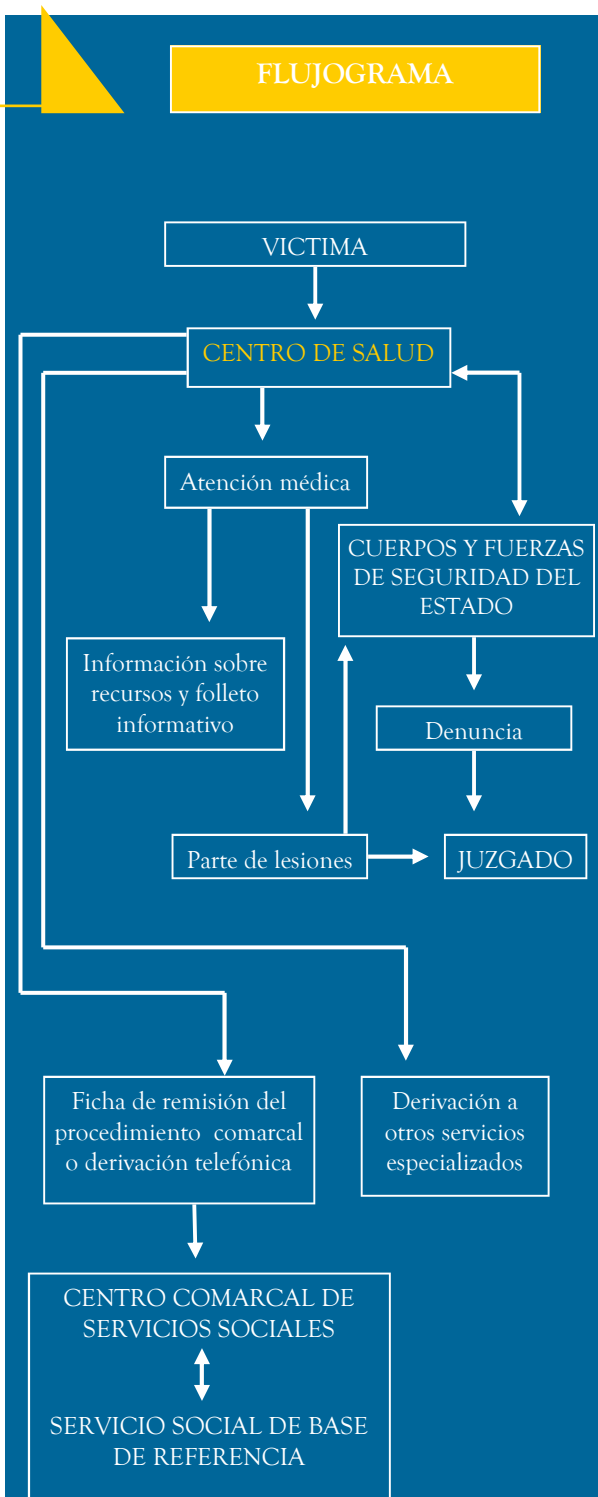 FLUJOGRAMA
VICTIMA
CENTRO DE SALUD
Atención médica
CUERPOS Y FUERZAS
DE SEGURIDAD DEL
ESTADO
Información sobre
recursos y folleto
informativo
Denuncia
Parte de lesiones
JUZGADO
Ficha de remisión del
procedimiento comarcal
o derivación telefónica
Derivación a
otros servicios
especializados
CENTRO COMARCAL DE
SERVICIOS SOCIALES
SERVICIO SOCIAL DE BASE
DE REFERENCIA